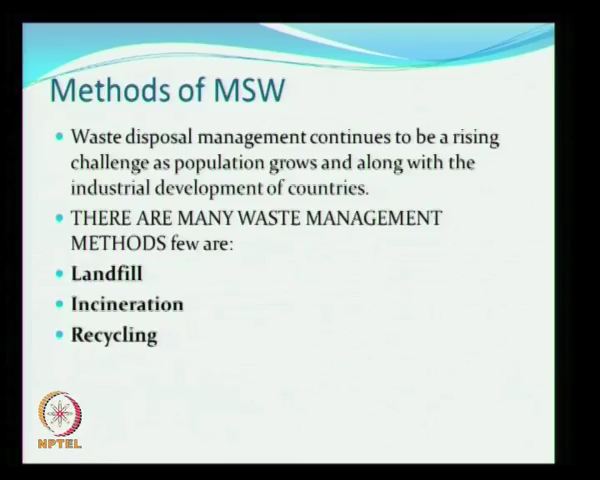 Methods of MSW
Waste disposal management continues to be a rising
challenge as population grows and along with the
industrial development of countries.
THERE ARE MANY WASTE MANAGEMENT
METHODS few are:
Landfill
Incineration
Recycling
NPTEL